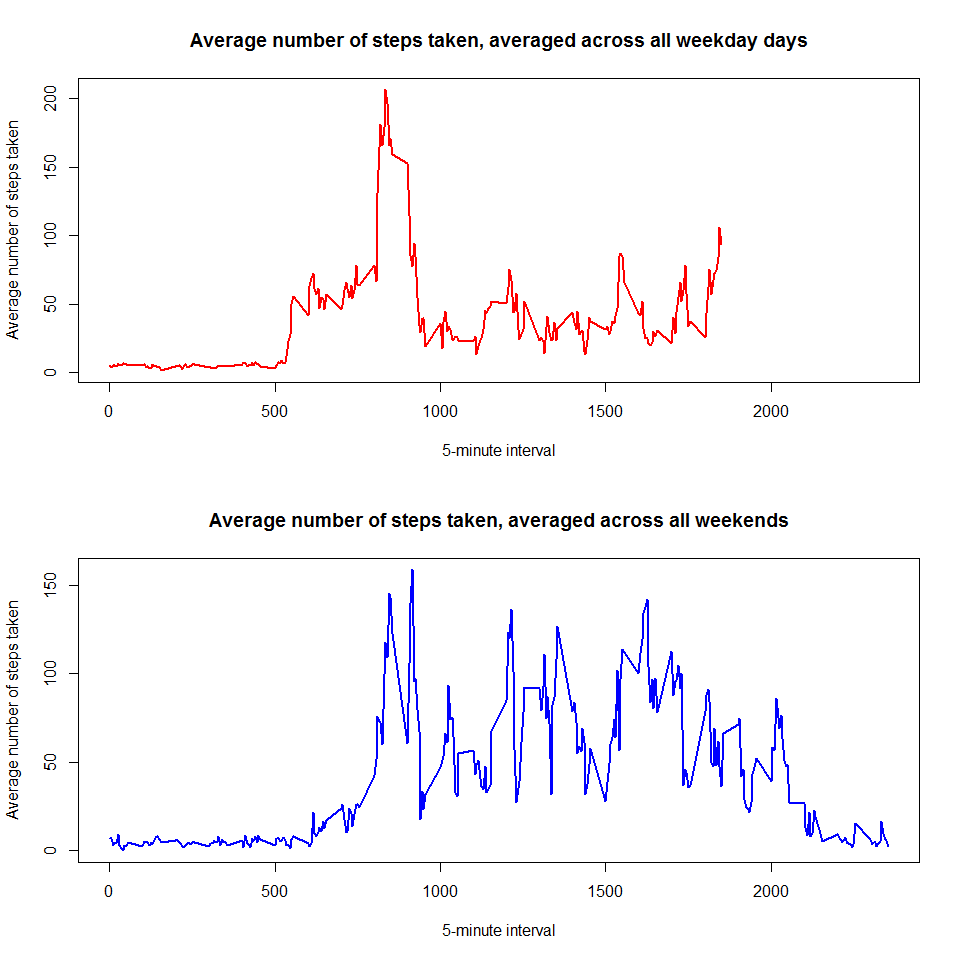 Average number of steps taken, averaged across all weekday days
200
150
100
50
0
Average number of steps taken
0 500 1000 1500 2000
5-minute interval
Average number of steps taken, averaged across all weekends
150
100
50
0
Average number of steps taken
0 500 1000 1500 2000
5-minute interval